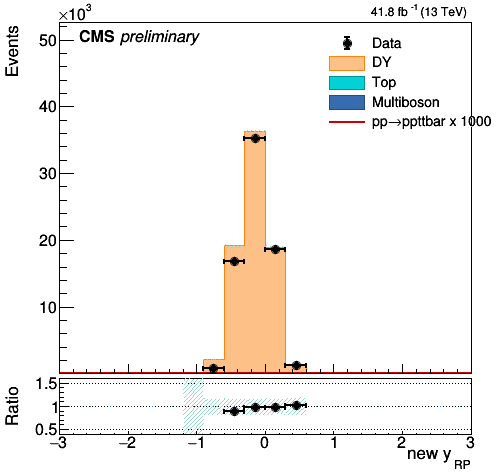 ×10³
41.8 fb⁻¹ (13 TeV)
CMS preliminary
Events
50
40
30
20
10
Data
DY
Top
Multiboson
pp→ppttbar x 1000
Ratio
1.5
1
0.5
−3 −2 −1 0 1 2 3
new y_RP